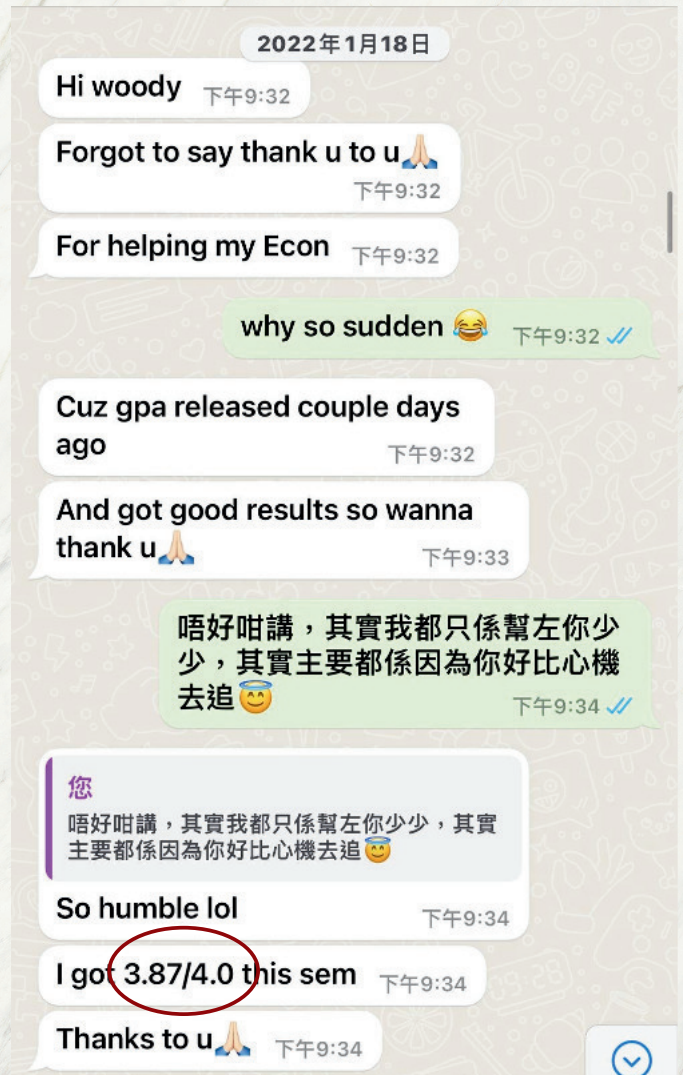 2022年1月18日
Hi woody 下午9:32
Forgot to say thank u to u🙏🏻
下午9:32
For helping my Econ 下午9:32
why so sudden 😂 下午9:32
Cuz gpa released couple days
ago 下午9:32
And got good results so wanna
thank u🙏🏻 下午9:33
唔好咁講，其實我都只係幫左你少
少，其實主要都係因為你好比心機
去追😇 下午9:34
您
唔好咁講，其實我都只係幫左你少少，其實
主要都係因為你好比心機去追😇
So humble lol 下午9:34
I got 3.87/4.0 this sem 下午9:34
Thanks to u🙏🏻 下午9:34